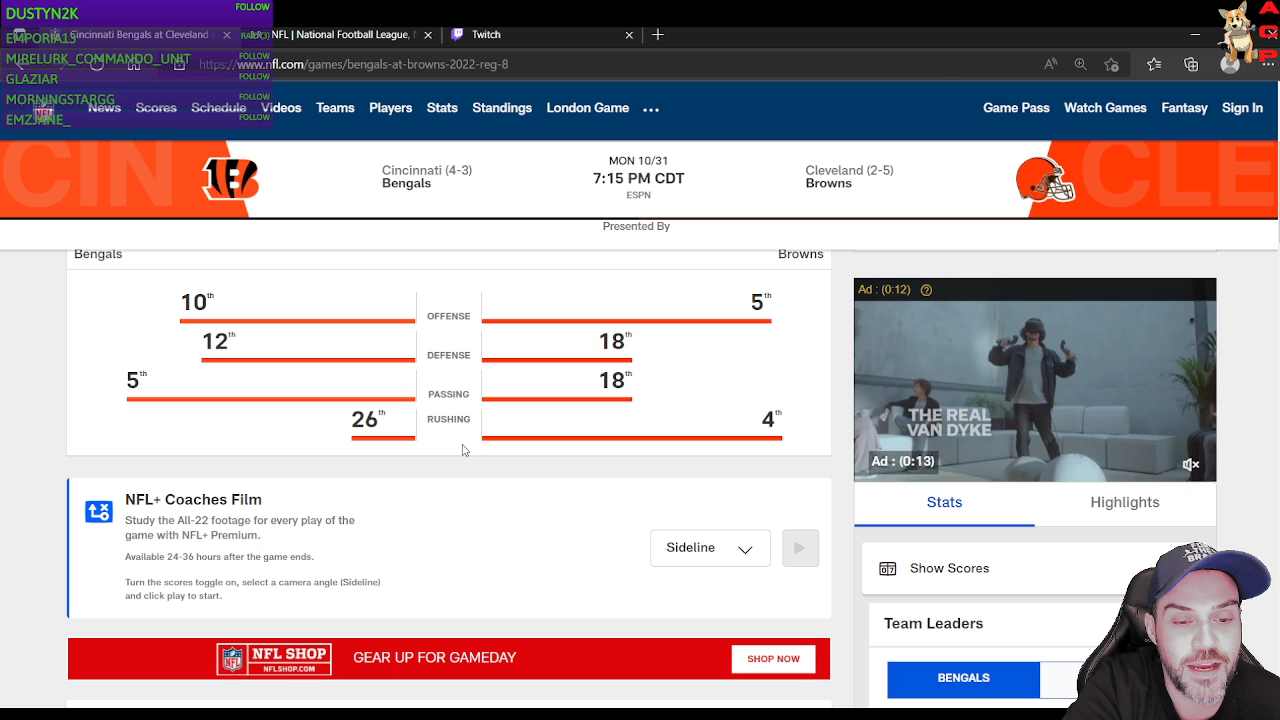 DUSTYN2K FOLLOW
EMPORIA13 RAID(3)
MIRELURK_COMMANDO_UNIT FOLLOW
GLAZIAR FOLLOW
MORNINGSTARGG FOLLOW
EMZJANE_ FOLLOW
A
G
P
Cincinnati Bengals at Cleveland
NFL | National Football League,
Twitch
https://www.nfl.com/games/bengals-at-browns-2022-reg-8
News Scores Schedule Videos Teams Players Stats Standings London Game ... Game Pass Watch Games Fantasy Sign In
CIN
Cincinnati (4-3)
Bengals
MON 10/31
7:15 PM CDT
ESPN
Cleveland (2-5)
Browns
CLE
Presented By
Bengals Browns
10th OFFENSE 5th
12th DEFENSE 18th
5th PASSING 18th
26th RUSHING 4th
NFL+ Coaches Film
Study the All-22 footage for every play of the
game with NFL+ Premium.
Available 24-36 hours after the game ends.
Turn the scores toggle on, select a camera angle (Sideline)
and click play to start.
Sideline
NFL SHOP
NFLSHOP.COM
GEAR UP FOR GAMEDAY
SHOP NOW
Ad : (0:12)
THE REAL
VAN DYKE
Ad : (0:13)
Stats Highlights
Show Scores
Team Leaders
BENGALS